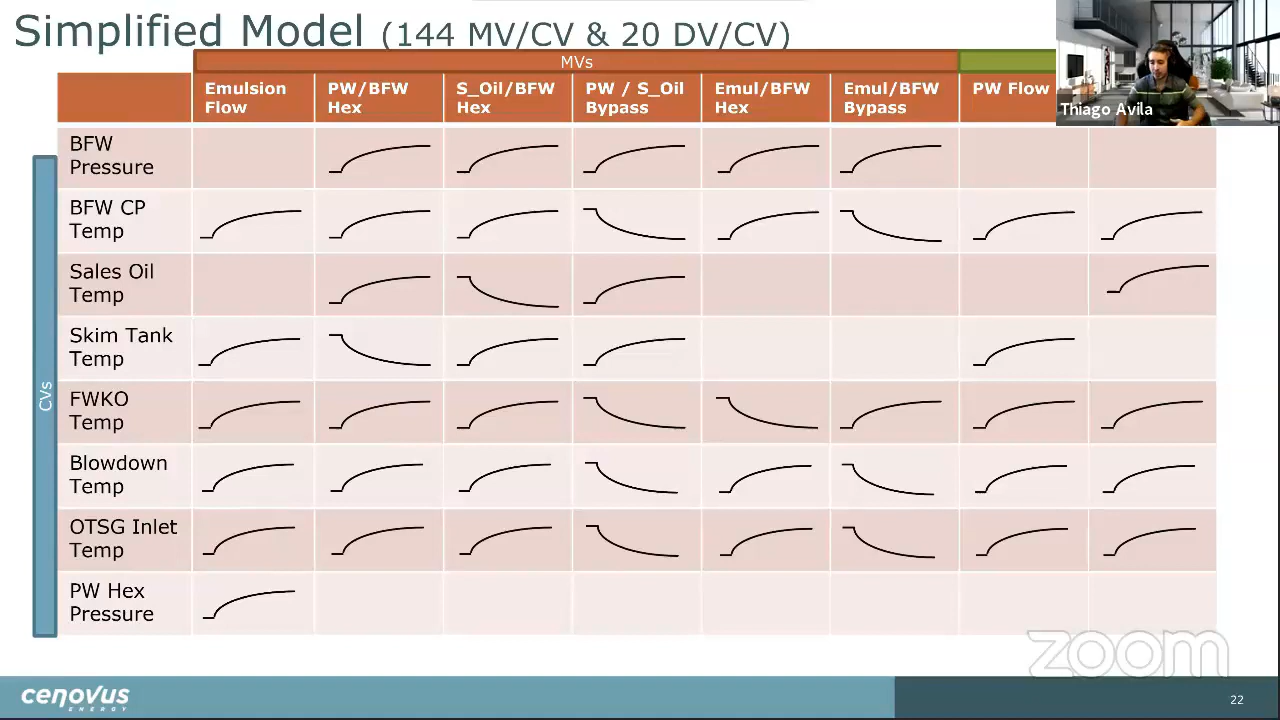 Simplified Model (144 MV/CV & 20 DV/CV)
MVs
Emulsion Flow
PW/BFW Hex
S_Oil/BFW Hex
PW / S_Oil Bypass
Emul/BFW Hex
Emul/BFW Bypass
PW Flow
Thiago Avila
CVs
BFW Pressure
BFW CP Temp
Sales Oil Temp
Skim Tank Temp
FWKO Temp
Blowdown Temp
OTSG Inlet Temp
PW Hex Pressure
zoom
cenovus
ENERGY
22